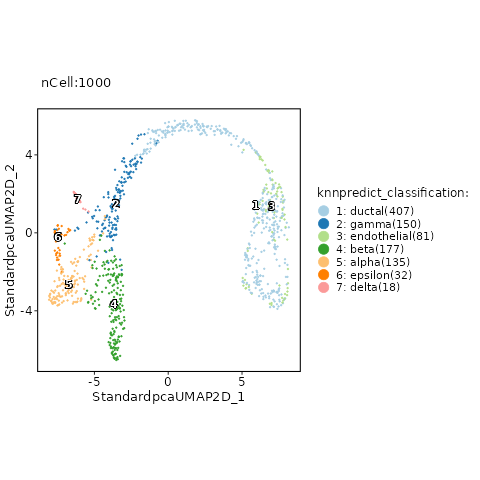 nCell:1000
StandardpcaUMAP2D_2
4
0
-4
1
2
3
4
5
6
7
-5
0
5
StandardpcaUMAP2D_1
knnpredict_classification:
1: ductal(407)
2: gamma(150)
3: endothelial(81)
4: beta(177)
5: alpha(135)
6: epsilon(32)
7: delta(18)